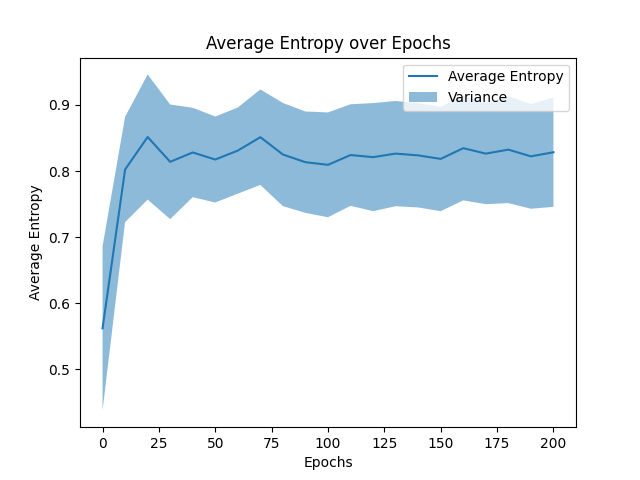 Average Entropy over Epochs
Average Entropy
Variance
Average Entropy
0.9
0.8
0.7
0.6
0.5
0 25 50 75 100 125 150 175 200
Epochs